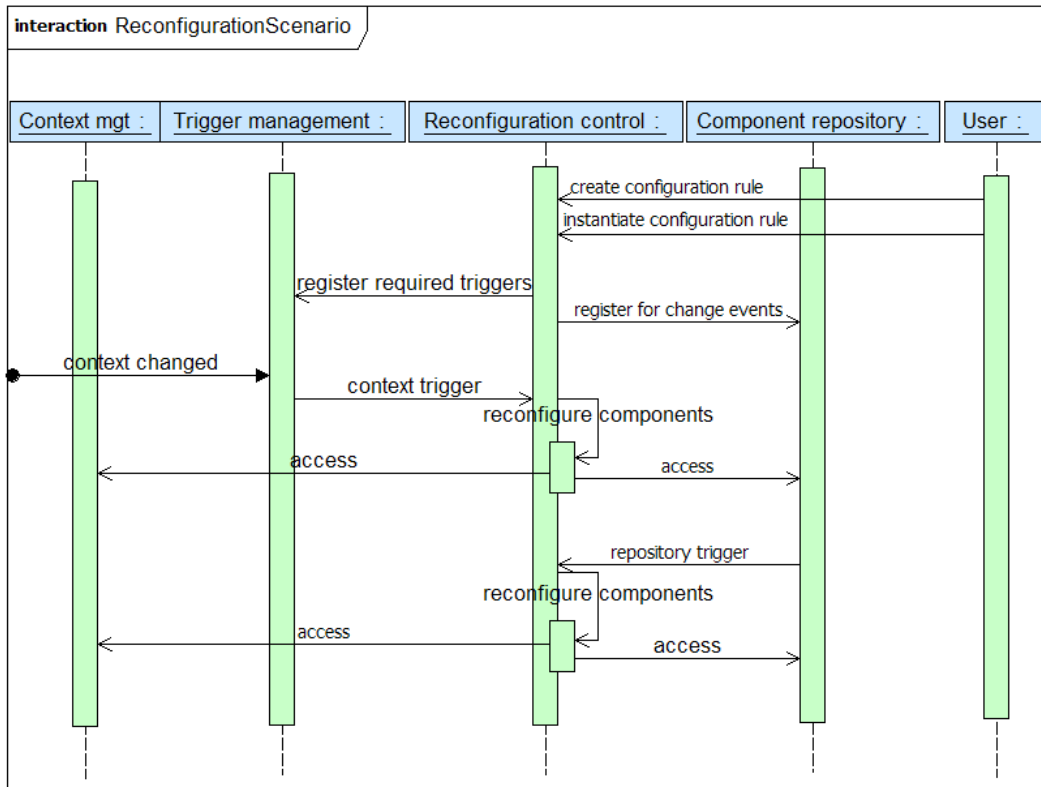 interaction ReconfigurationScenario
Context mgt :
Trigger management :
Reconfiguration control :
Component repository :
User :
create configuration rule
instantiate configuration rule
register required triggers
register for change events
context changed
context trigger
reconfigure components
access
access
repository trigger
reconfigure components
access
access